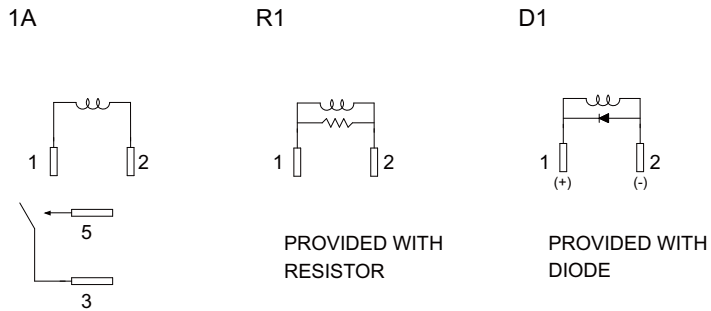 1A
R1
D1
1
2
1
2
1
2
(+)
(-)
5
3
PROVIDED WITH
RESISTOR
PROVIDED WITH
DIODE